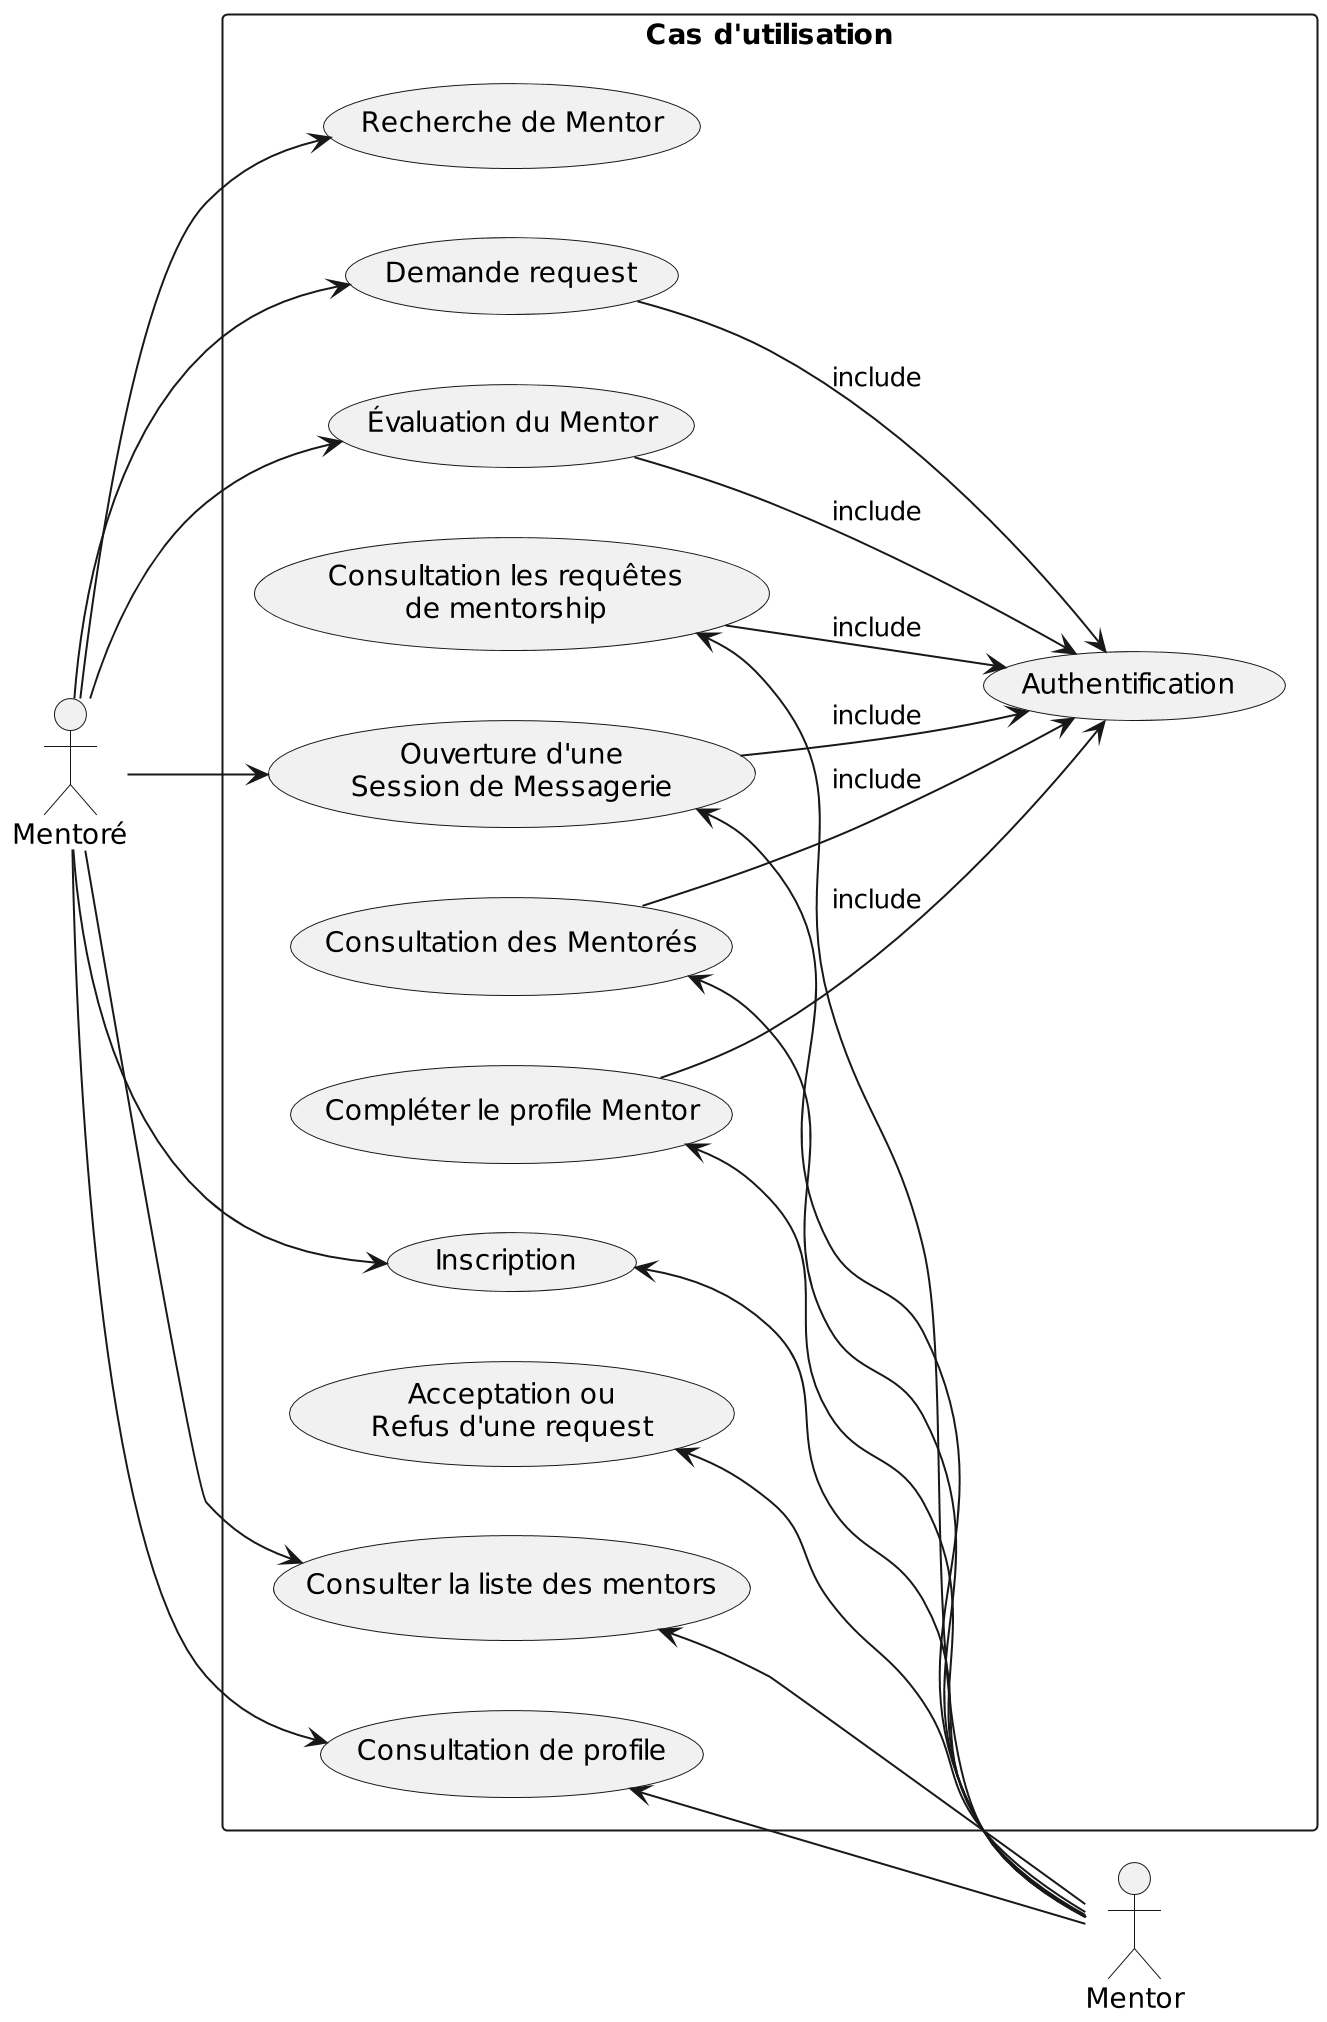 Cas d'utilisation
Recherche de Mentor
Demande request
include
Évaluation du Mentor
include
Consultation les requêtes
de mentorship
include
Authentification
include
Ouverture d'une
Session de Messagerie
include
Mentoré
include
Consultation des Mentorés
Compléter le profile Mentor
Inscription
Acceptation ou
Refus d'une request
Consulter la liste des mentors
Consultation de profile
Mentor